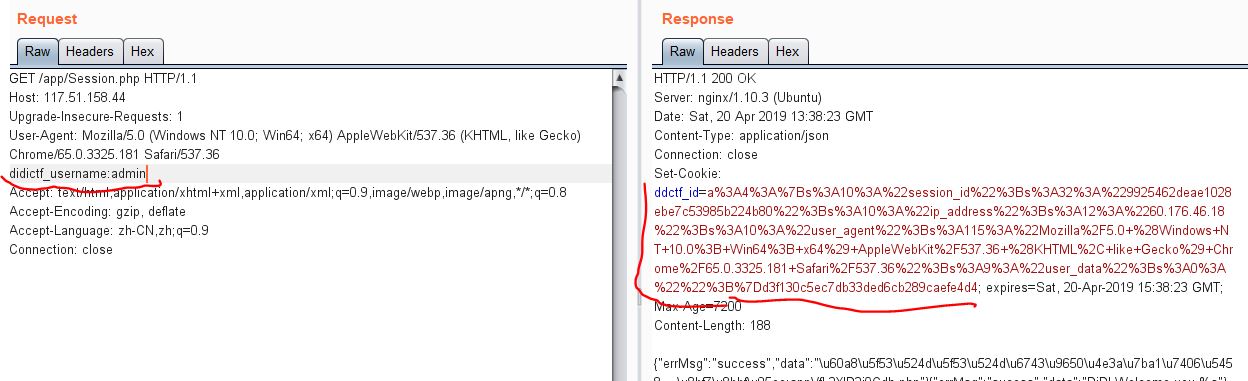 Request
Raw Headers Hex
GET /app/Session.php HTTP/1.1
Host: 117.51.158.44
Upgrade-Insecure-Requests: 1
User-Agent: Mozilla/5.0 (Windows NT 10.0; Win64; x64) AppleWebKit/537.36 (KHTML, like Gecko)
Chrome/65.0.3325.181 Safari/537.36
didictf_username:admin
Accept: text/html,application/xhtml+xml,application/xml;q=0.9,image/webp,image/apng,*/*;q=0.8
Accept-Encoding: gzip, deflate
Accept-Language: zh-CN,zh;q=0.9
Connection: close
Response
Raw Headers Hex
HTTP/1.1 200 OK
Server: nginx/1.10.3 (Ubuntu)
Date: Sat, 20 Apr 2019 13:38:23 GMT
Content-Type: application/json
Connection: close
Set-Cookie:
ddctf_id=a%3A4%3A%7Bs%3A10%3A%22session_id%22%3Bs%3A32%3A%229925462deae1028
ebe7c53985b224b80%22%3Bs%3A10%3A%22ip_address%22%3Bs%3A12%3A%2260.176.46.18
%22%3Bs%3A10%3A%22user_agent%22%3Bs%3A115%3A%22Mozilla%2F5.0+%28Windows+N
T+10.0%3B+Win64%3B+x64%29+AppleWebKit%2F537.36+%28KHTML%2C+like+Gecko%29+Chr
ome%2F65.0.3325.181+Safari%2F537.36%22%3Bs%3A9%3A%22user_data%22%3Bs%3A0%3A
%22%22%3B%7Dd3f130c5ec7db33ded6cb289caefe4d4; expires=Sat, 20-Apr-2019 15:38:23 GMT;
Max-Age=7200
Content-Length: 188
{"errMsg":"success","data":"\u60a8\u5f53\u524d\u5f53\u524d\u6743\u9650\u4e3a\u7ba1\u7406\u545